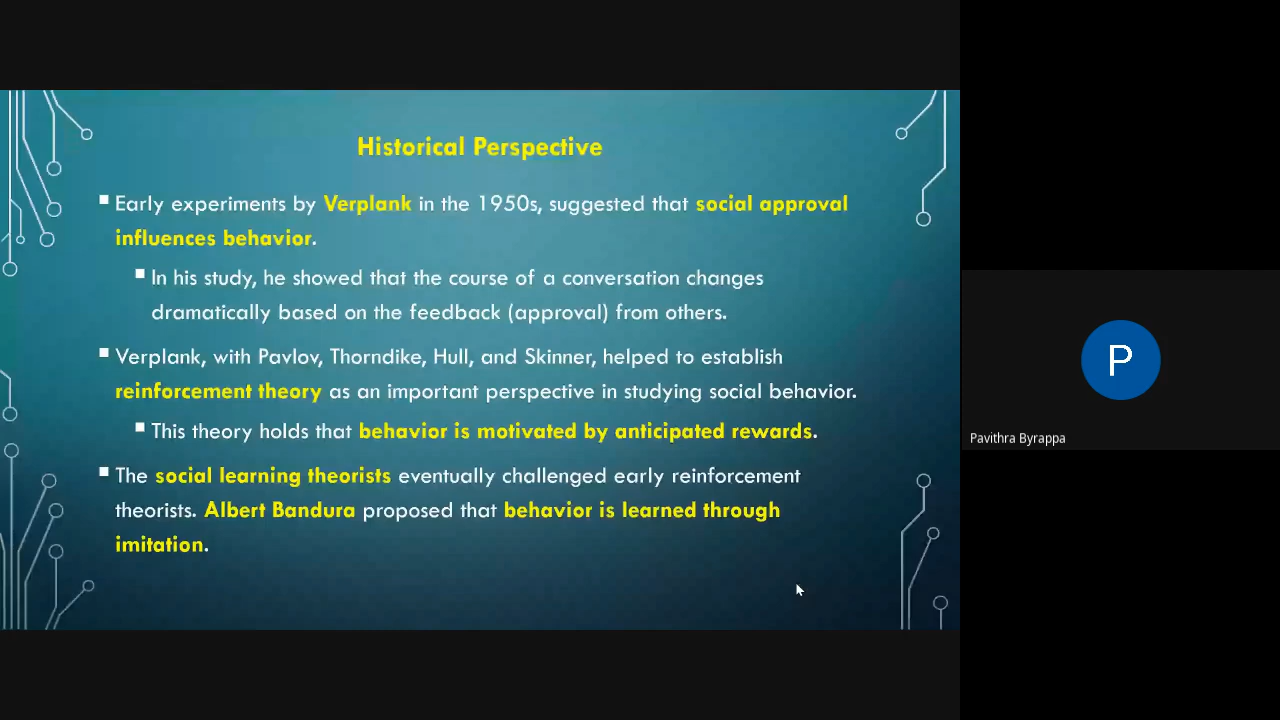 Historical Perspective
Early experiments by Verplank in the 1950s, suggested that social approval
influences behavior.
In his study, he showed that the course of a conversation changes
dramatically based on the feedback (approval) from others.
Verplank, with Pavlov, Thorndike, Hull, and Skinner, helped to establish
reinforcement theory as an important perspective in studying social behavior.
This theory holds that behavior is motivated by anticipated rewards.
The social learning theorists eventually challenged early reinforcement
theorists. Albert Bandura proposed that behavior is learned through
imitation.
P
Pavithra Byrappa